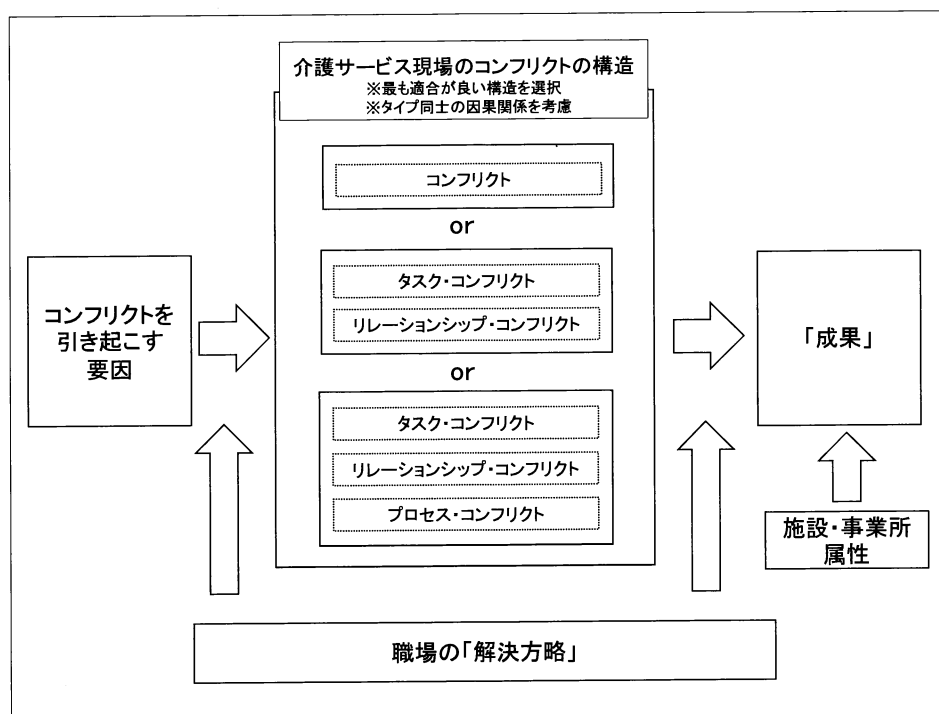 介護サービス現場のコンフリクトの構造
※最も適合が良い構造を選択
※タイプ同士の因果関係を考慮
コンフリクト
or
タスク・コンフリクト
リレーションシップ・コンフリクト
or
タスク・コンフリクト
リレーションシップ・コンフリクト
プロセス・コンフリクト
コンフリクトを
引き起こす
要因
「成果」
施設・事業所
属性
職場の「解決方略」